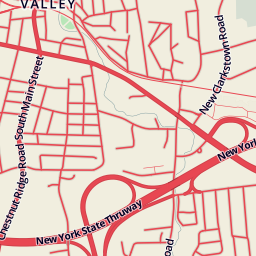 VALLEY
New Clarkstown Road
Chestnut Ridge Road-South Main Street
New York
New York State Thruway
Road